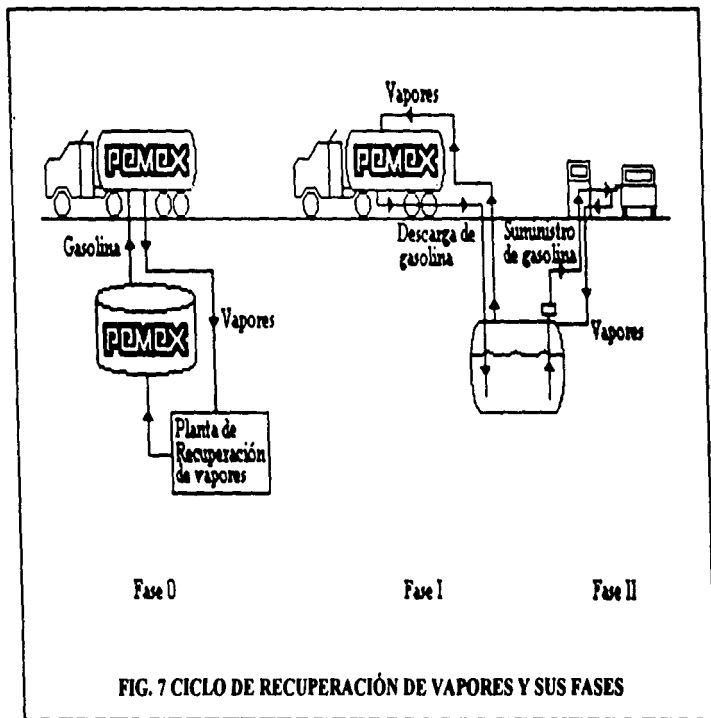 Vapores
PEMEX
PEMEX
Gasolina
Descarga de
gasolina
Suministro
de gasolina
PEMEX
Vapores
Vapores
Planta de
Recuperación
de vapores
Fase 0
Fase I
Fase II
FIG. 7 CICLO DE RECUPERACIÓN DE VAPORES Y SUS FASES